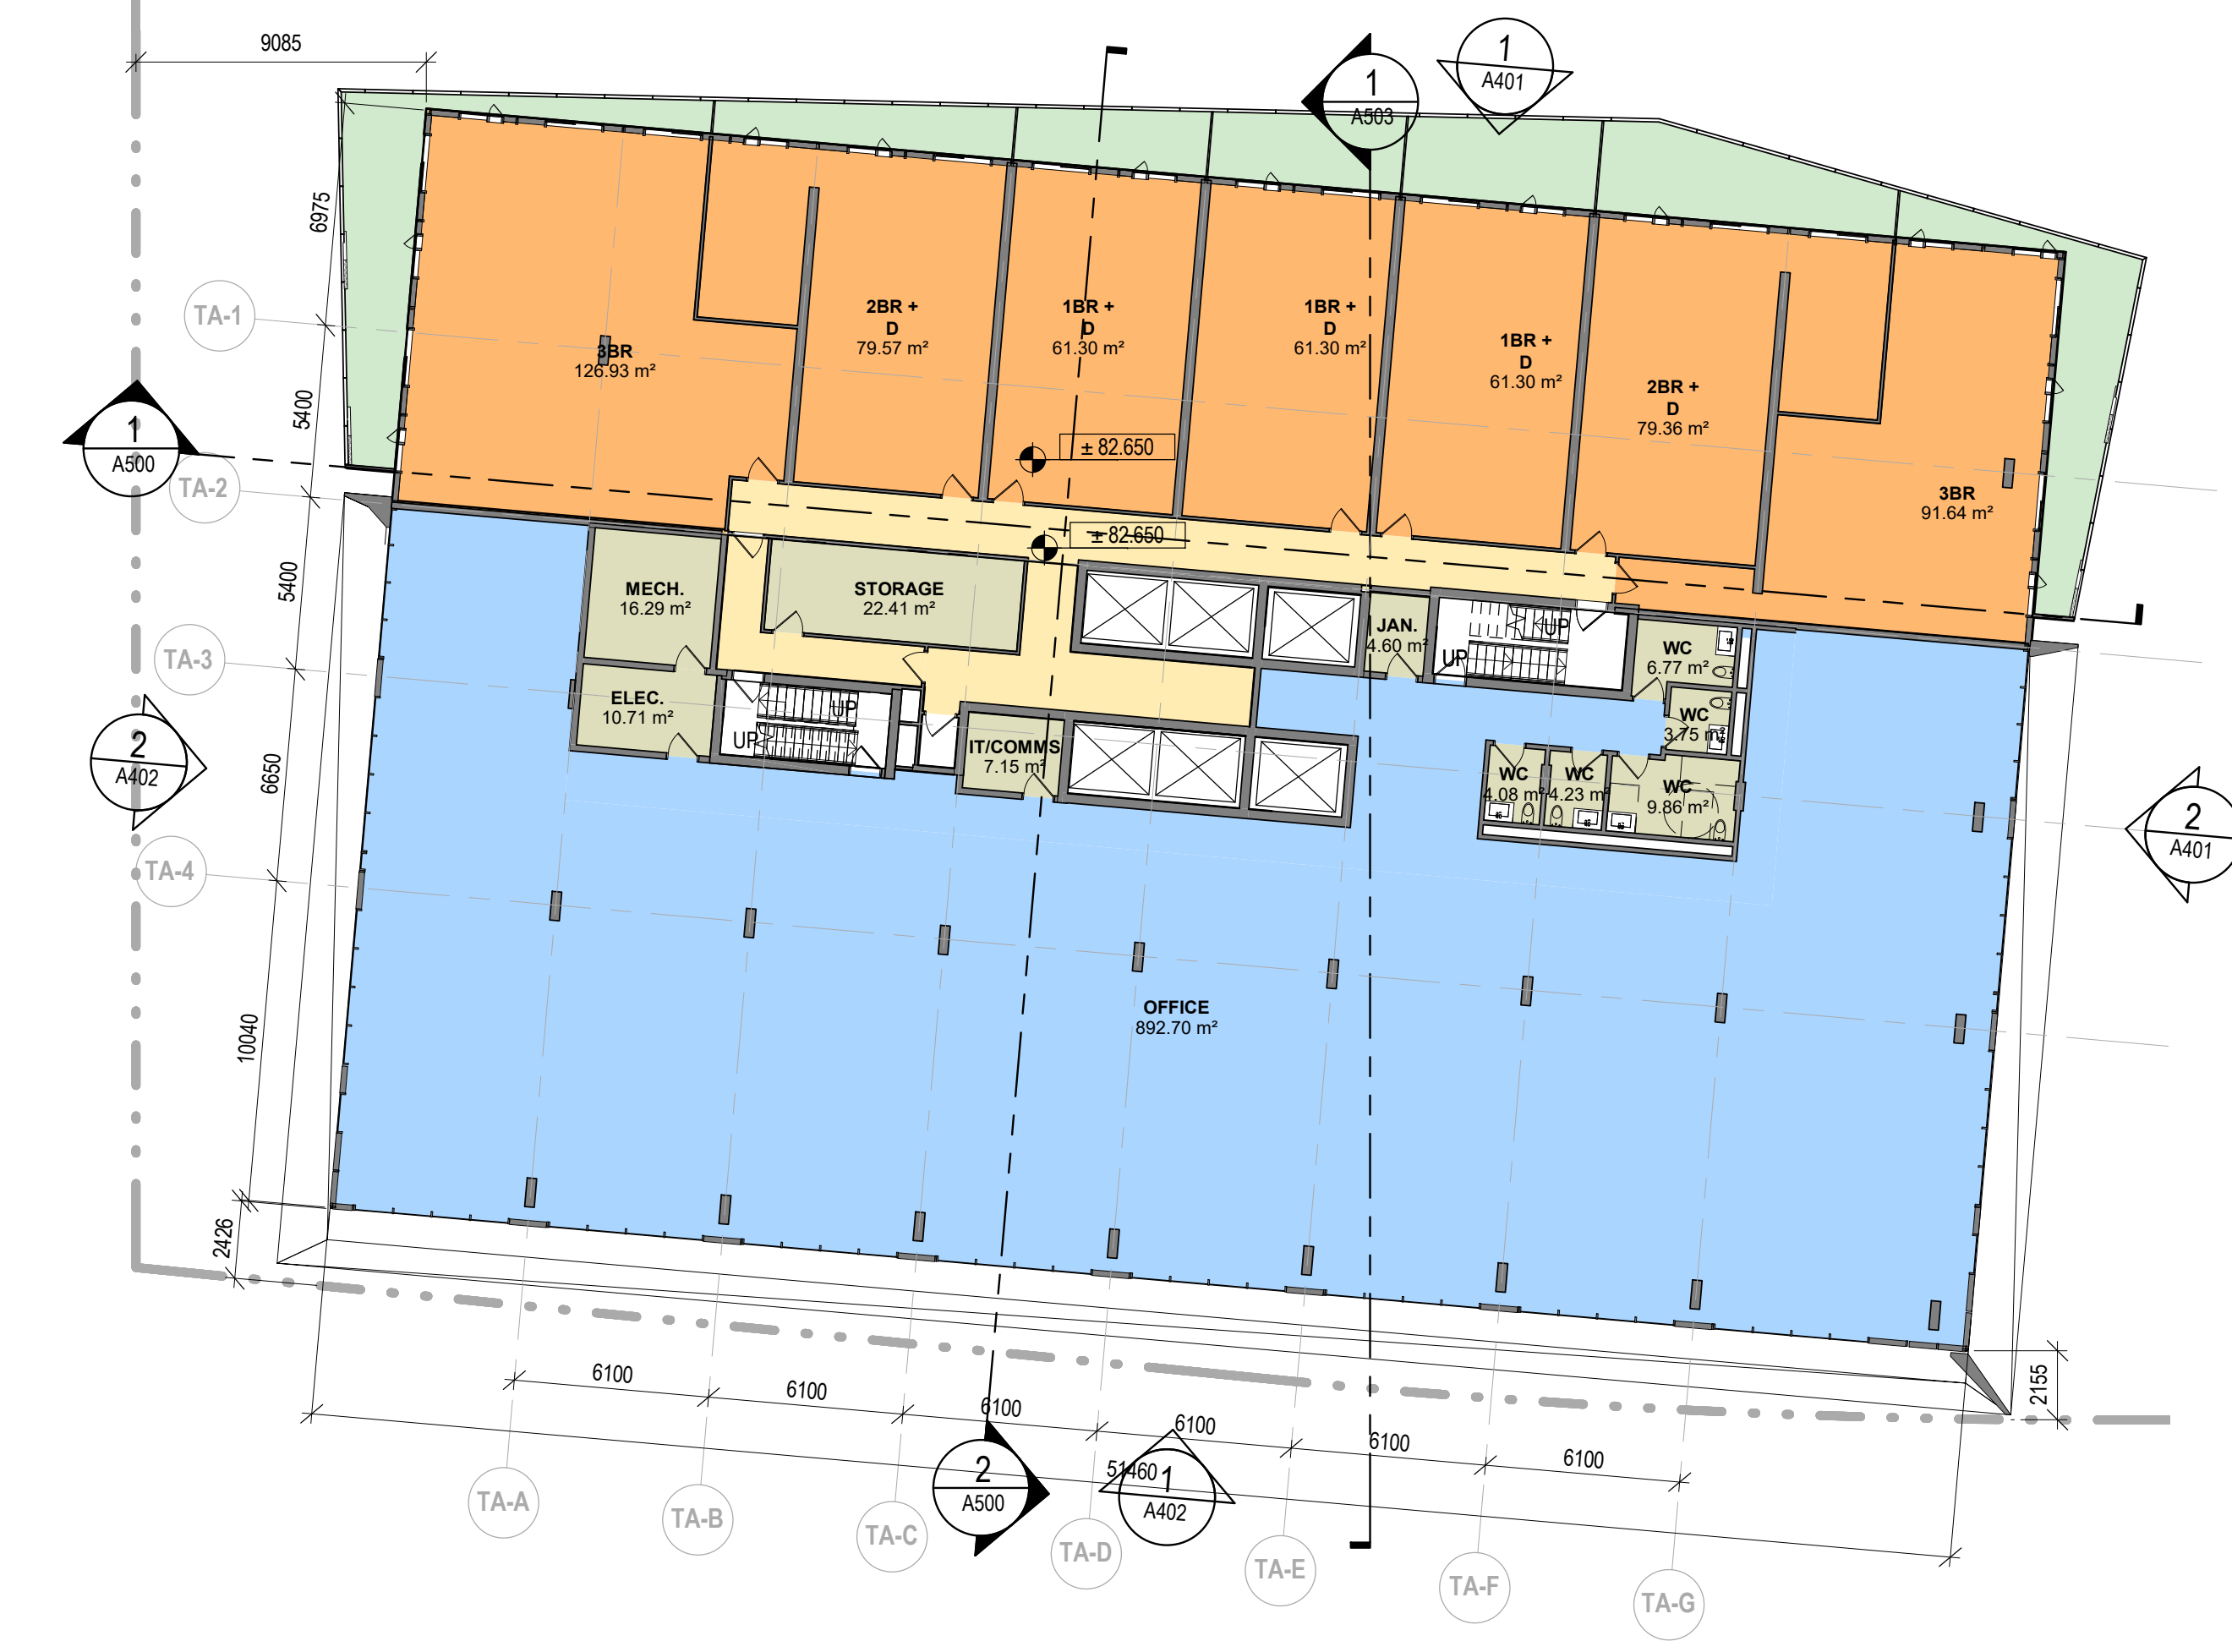 9085
1
A503
1
A401
6975
TA-1
2BR +
D
79.57 m²
1BR +
D
61.30 m²
1BR +
D
61.30 m²
1BR +
D
61.30 m²
3BR
126.93 m²
2BR +
D
79.36 m²
5400
1
A500
TA-2
± 82.650
3BR
91.64 m²
± 82.650
5400
MECH.
16.29 m²
STORAGE
22.41 m²
JAN.
4.60 m²
UP
UP
WC
6.77 m²
TA-3
ELEC.
10.71 m²
UP
UP
WC
3.75 m²
2
A402
6650
IT/COMMS
7.15 m²
WC
4.08 m²
WC
4.23 m²
WC
9.86 m²
2
A401
TA-4
OFFICE
892.70 m²
10040
2426
2155
6100
6100
6100
6100
6100
6100
51460
2
A500
1
A402
TA-A
TA-B
TA-C
TA-D
TA-E
TA-F
TA-G